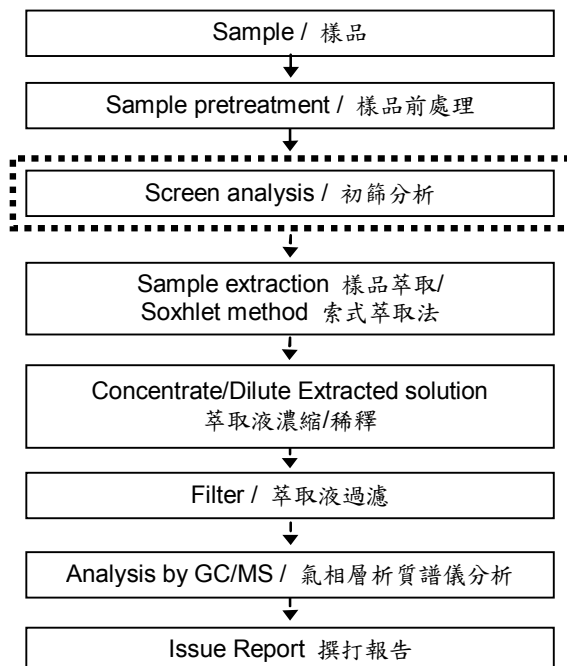 Sample / 樣品
Sample pretreatment / 樣品前處理
Screen analysis / 初篩分析
Sample extraction 樣品萃取/
Soxhlet method 索式萃取法
Concentrate/Dilute Extracted solution
萃取液濃縮/稀釋
Filter / 萃取液過濾
Analysis by GC/MS / 氣相層析質譜儀分析
Issue Report 撰打報告